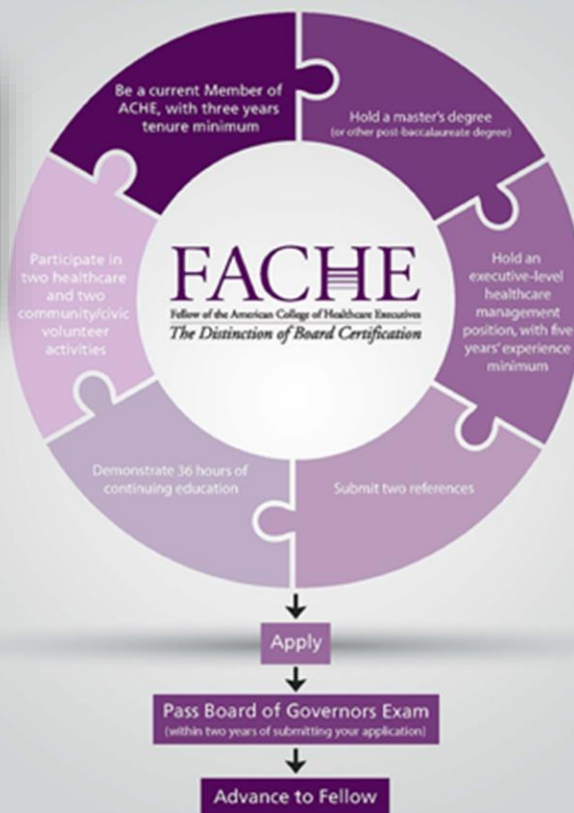 Be a current Member of
ACHE, with three years
tenure minimum
Hold a master's degree
(or other post-baccalaureate degree)
Hold an
executive-level
healthcare
management
position, with five
years' experience
minimum
Submit two references
Demonstrate 36 hours of
continuing education
Participate in
two healthcare
and two
community/civic
volunteer
activities
FACHE
Fellow of the American College of Healthcare Executives
The Distinction of Board Certification
Apply
Pass Board of Governors Exam
(within two years of submitting your application)
Advance to Fellow